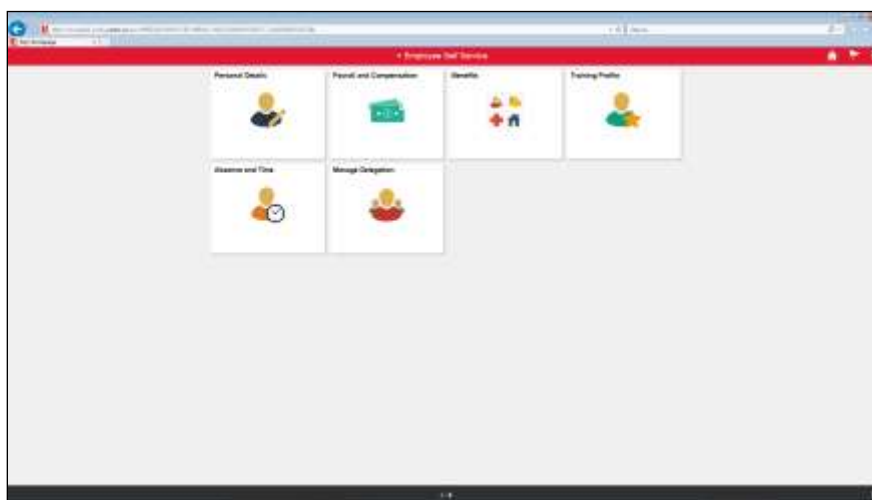 Employee Self Service
Personal Details
Payroll and Compensation
Benefits
Training Profile
Absence and Time
Manage Delegation